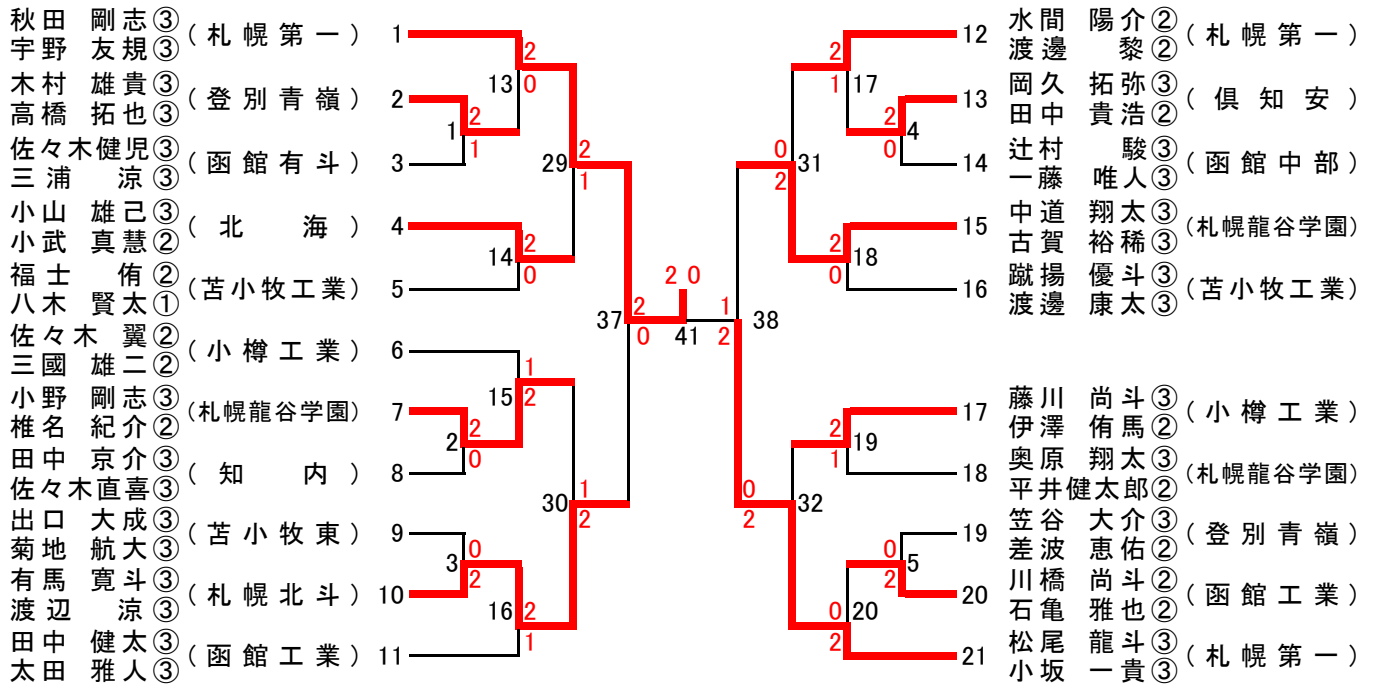 秋田 剛志③
宇野 友規③
(札幌第一) 1
木村 雄貴③
高橋 拓也③
(登別青嶺) 2
佐々木健児③
三浦 涼③
(函館有斗) 3
小山 雄己③
小武 真慧②
(北 海) 4
福士 侑②
八木 賢太①
(苫小牧工業) 5
佐々木 翼②
三國 雄二②
(小樽工業) 6
小野 剛志③
椎名 紀介②
(札幌龍谷学園) 7
田中 京介③
佐々木直喜③
(知 内) 8
出口 大成③
菊地 航大③
(苫小牧東) 9
有馬 寛斗③
渡辺 涼③
(札幌北斗) 10
田中 健太③
太田 雅人③
(函館工業) 11
13 2 0
1 2 1
29 2 1
14 2 0
37 2 0
15 1 2
2 2 0
30 1 2
3 0 2
16 2 1
2 0
41
1 2 38
2 1 17
2 0 4
0 2 31
2 0 18
2 1 19
0 2 32
0 2 5
0 2 20
12 水間 陽介②
渡邊 黎②
(札幌第一)
13 岡久 拓弥③
田中 貴浩②
(倶知安)
14 辻村 駿③
一藤 唯人③
(函館中部)
15 中道 翔太③
古賀 裕稀③
(札幌龍谷学園)
16 蹴揚 優斗③
渡邊 康太③
(苫小牧工業)
17 藤川 尚斗③
伊澤 侑馬②
(小樽工業)
18 奥原 翔太③
平井健太郎②
(札幌龍谷学園)
19 笠谷 大介③
差波 恵佑②
(登別青嶺)
20 川橋 尚斗②
石亀 雅也②
(函館工業)
21 松尾 龍斗③
小坂 一貴③
(札幌第一)